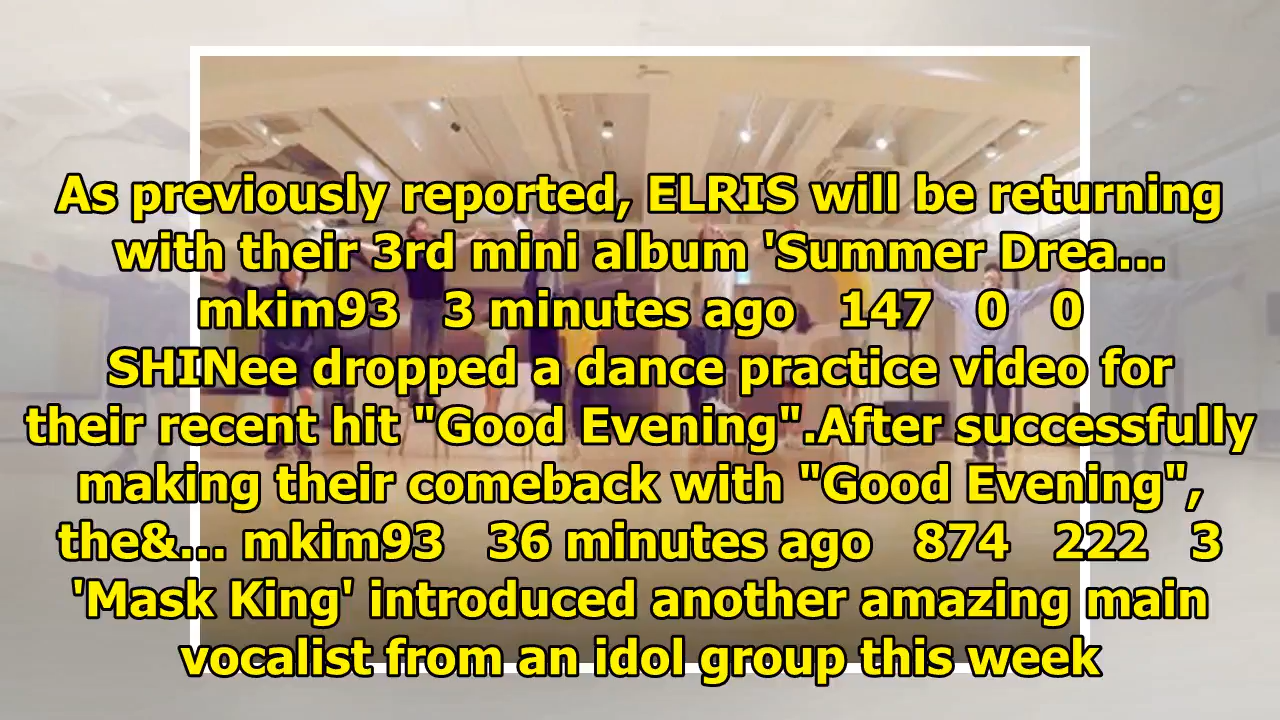 As previously reported, ELRIS will be returning
with their 3rd mini album 'Summer Drea...
mkim93   3 minutes ago   147   0   0
SHINee dropped a dance practice video for
their recent hit "Good Evening".After successfully
making their comeback with "Good Evening",
the&... mkim93   36 minutes ago   874   222   3
'Mask King' introduced another amazing main
vocalist from an idol group this week